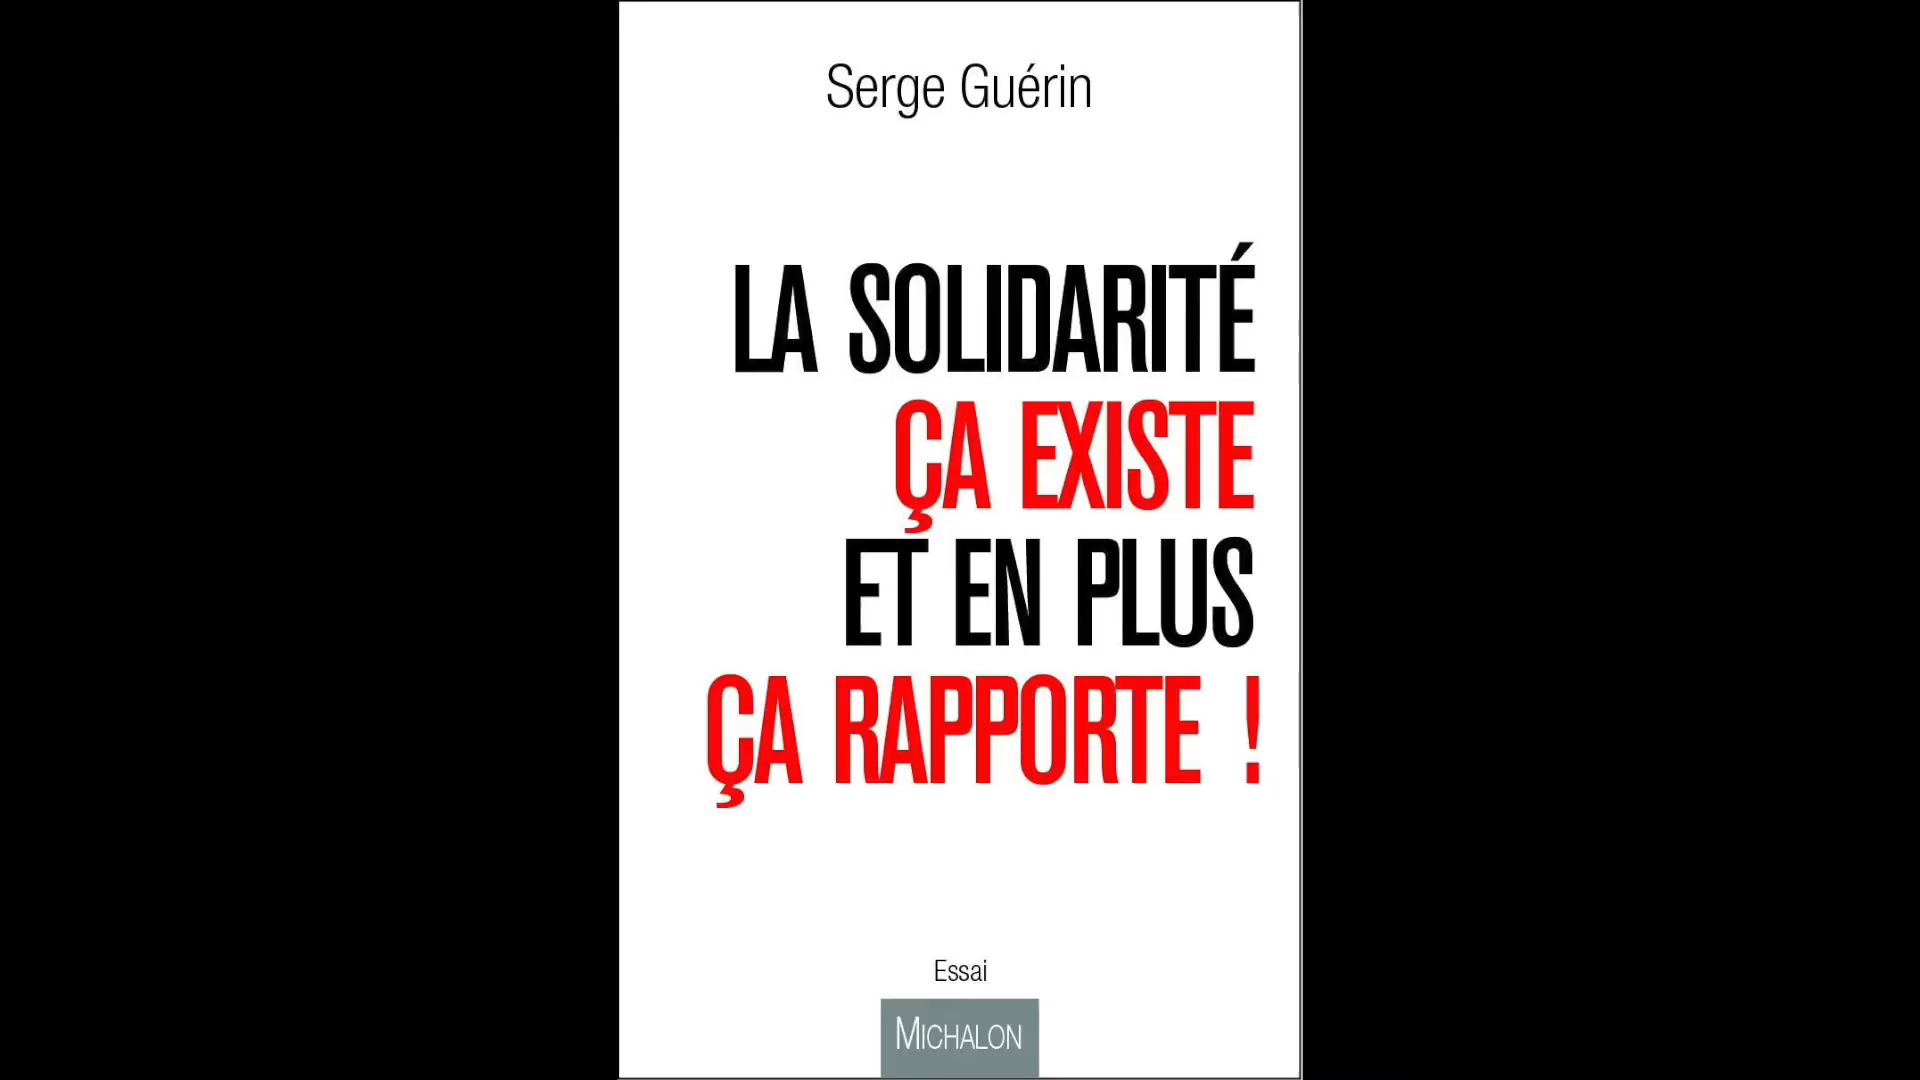 Serge Guérin
LA SOLIDARITÉ
ÇA EXISTE
ET EN PLUS
ÇA RAPPORTE !
Essai
MICHALON